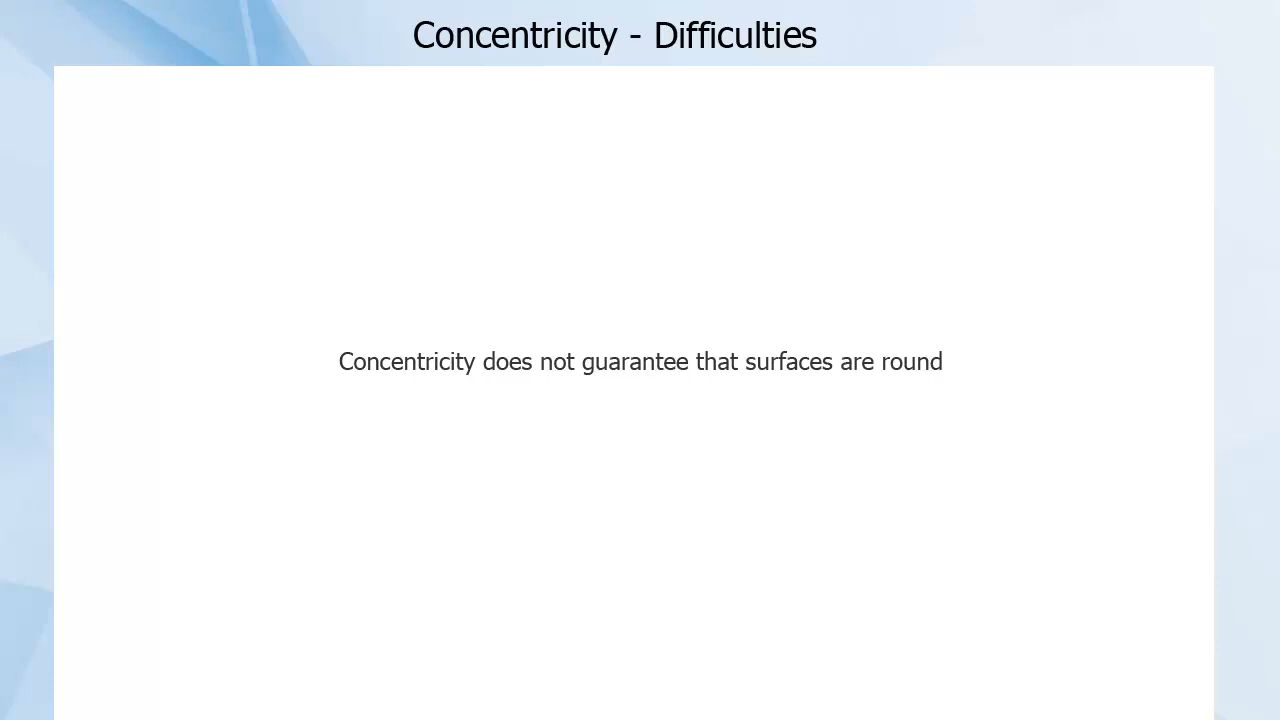 Concentricity - Difficulties
Concentricity does not guarantee that surfaces are round